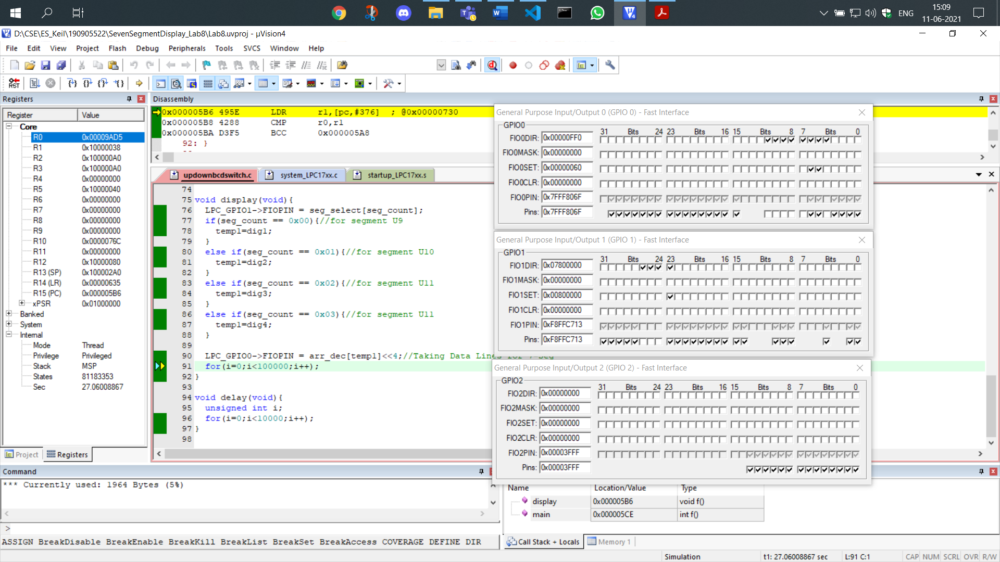 15:09
ENG
11-06-2021
D:\CSE\ES_Keil\190905522\SevenSegmentDisplay_Lab8\Lab8.uvproj - µVision4
File Edit View Project Flash Debug Peripherals Tools SVCS Window Help
Registers
Register Value
Core
R0 0x00009AD5
R1 0x10000038
R2 0x100000A0
R3 0x100000A0
R4 0x00000000
R5 0x10000040
R6 0x00000000
R7 0x00000000
R8 0x00000000
R9 0x00000000
R10 0x0000076C
R11 0x00000000
R12 0x10000080
R13 (SP) 0x100002A0
R14 (LR) 0x00000635
R15 (PC) 0x000005B6
xPSR 0x01000000
Banked
System
Internal
Mode Thread
Privilege Privileged
Stack MSP
States 81183353
Sec 27.06008867
Project Registers
Disassembly
0x000005B6 495E LDR r1,[pc,#376] ; @0x00000730
0x000005B8 4288 CMP r0,r1
0x000005BA D3F5 BCC 0x000005A8
92: }
updownbcdswitch.c system_LPC17xx.c startup_LPC17xx.s
74
75 void display(void){
76 LPC_GPIO1->FIOPIN = seg_select[seg_count];
77 if(seg_count == 0x00){//for segment U9
78 temp1=dig1;
79 }
80 else if(seg_count == 0x01){//for segment U10
81 temp1=dig2;
82 }
83 else if(seg_count == 0x02){//for segment U11
84 temp1=dig3;
85 }
86 else if(seg_count == 0x03){//for segment U11
87 temp1=dig4;
88 }
89
90 LPC_GPIO0->FIOPIN = arr_dec[temp1]<<4;//Taking Data Lines for 7-Seg
91 for(i=0;i<100000;i++);
92 }
93
94 void delay(void){
95 unsigned int i;
96 for(i=0;i<10000;i++);
97 }
98
General Purpose Input/Output 0 (GPIO 0) - Fast Interface
GPIO0
31 Bits 24 23 Bits 16 15 Bits 8 7 Bits 0
FIO0DIR: 0x00000FF0
FIO0MASK: 0x00000000
FIO0SET: 0x00000060
FIO0CLR: 0x00000000
FIO0PIN: 0x7FFF806F
Pins: 0x7FFF806F
General Purpose Input/Output 1 (GPIO 1) - Fast Interface
GPIO1
31 Bits 24 23 Bits 16 15 Bits 8 7 Bits 0
FIO1DIR: 0x07800000
FIO1MASK: 0x00000000
FIO1SET: 0x00800000
FIO1CLR: 0x00000000
FIO1PIN: 0xF8FFC713
Pins: 0xF8FFC713
General Purpose Input/Output 2 (GPIO 2) - Fast Interface
GPIO2
31 Bits 24 23 Bits 16 15 Bits 8 7 Bits 0
FIO2DIR: 0x00000000
FIO2MASK: 0x00000000
FIO2SET: 0x00000000
FIO2CLR: 0x00000000
FIO2PIN: 0x00003FFF
Pins: 0x00003FFF
Command
*** Currently used: 1964 Bytes (5%)
>
ASSIGN BreakDisable BreakEnable BreakKill BreakList BreakSet BreakAccess COVERAGE DEFINE DIR
Name Location/Value Type
display 0x000005B6 void f()
main 0x000005CE int f()
Call Stack + Locals Memory 1
Simulation t1: 27.06008867 sec L:91 C:1 CAP NUM SCRL OVR R/W